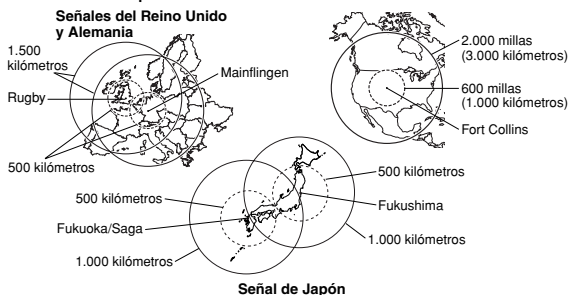 Señales del Reino Unido
y Alemania
1.500
kilómetros
Mainflingen
Rugby
500 kilómetros
2.000 millas
(3.000 kilómetros)
600 millas
(1.000 kilómetros)
Fort Collins
500 kilómetros
500 kilómetros
Fukushima
Fukuoka/Saga
1.000 kilómetros
1.000 kilómetros
Señal de Japón